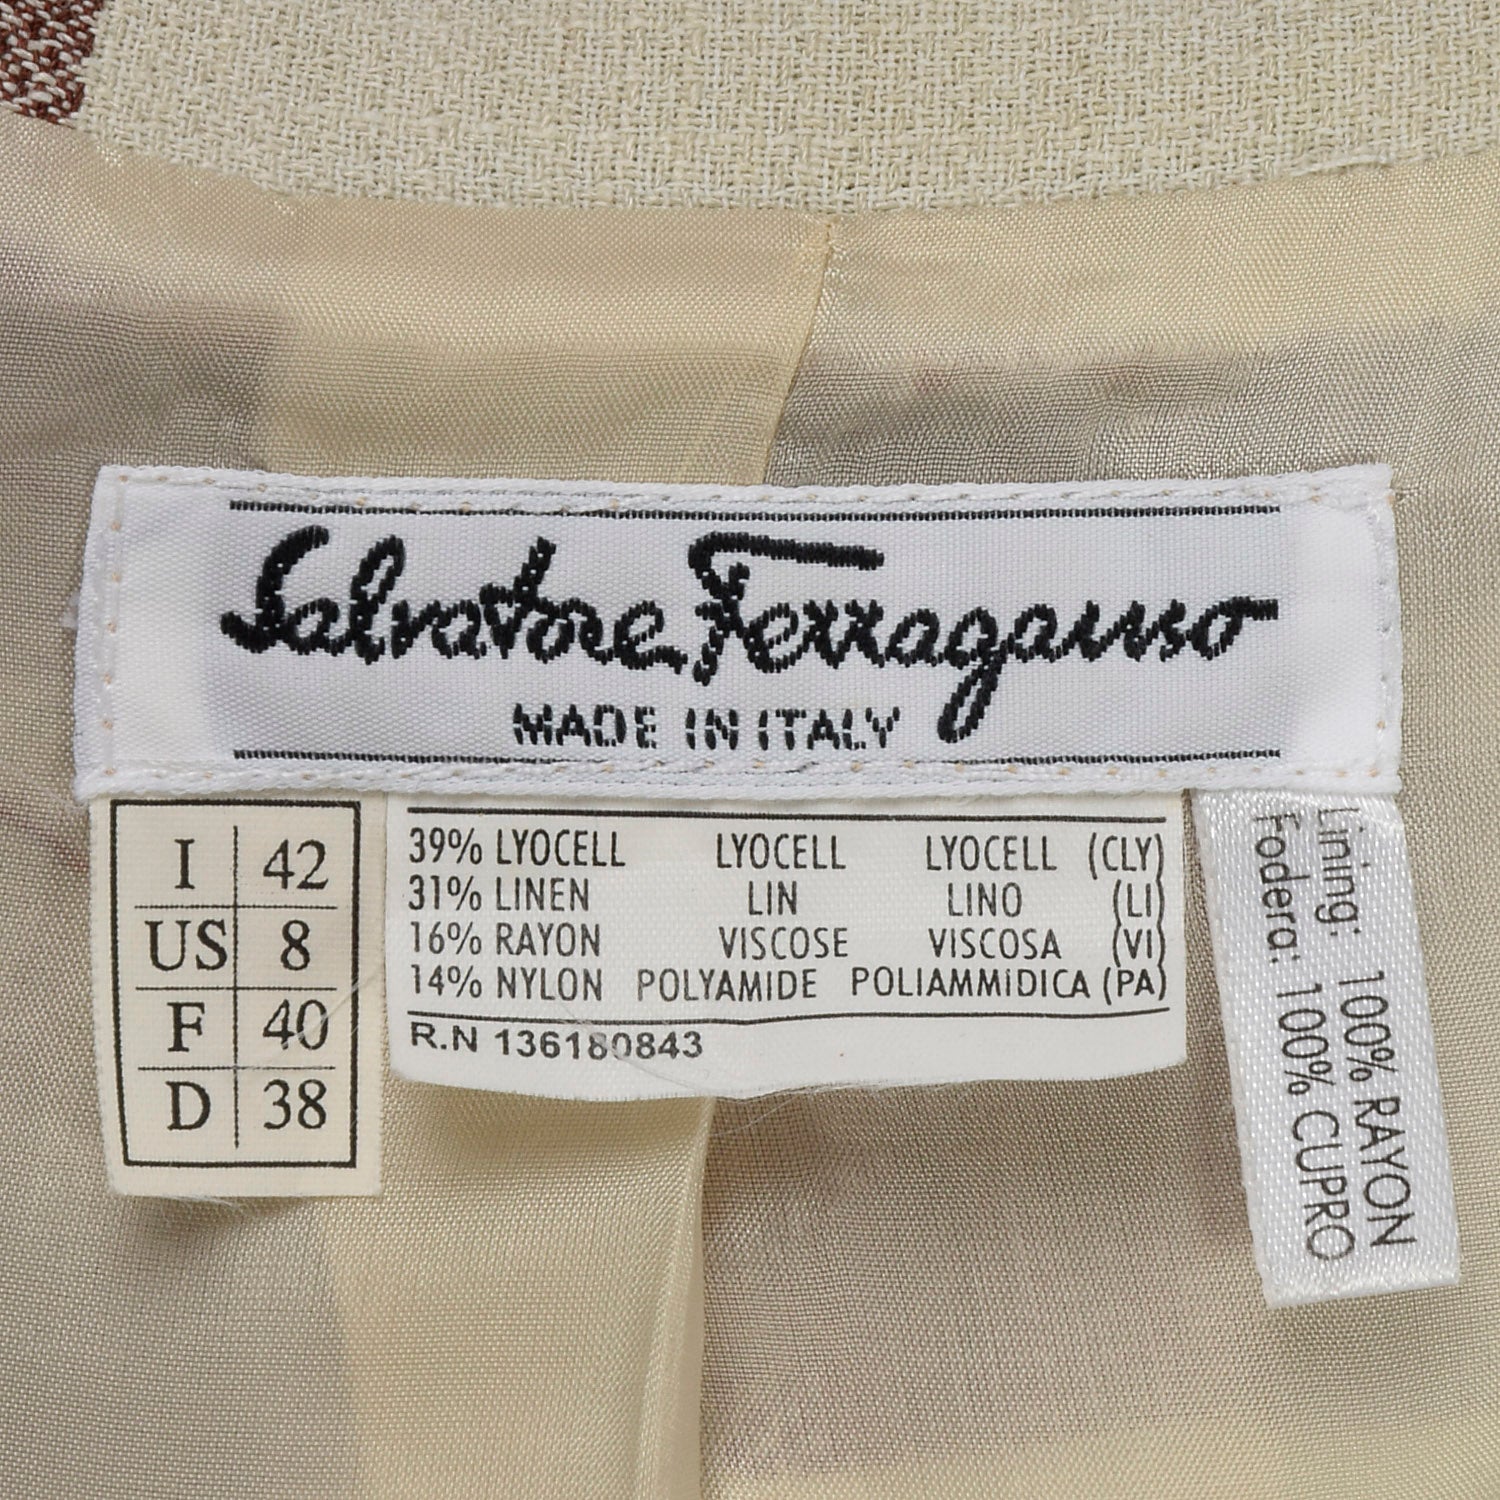 Salvatore Ferragamo
MADE IN ITALY
I 42
US 8
F 40
D 38
39% LYOCELL LYOCELL LYOCELL (CLY)
31% LINEN LIN LINO (LI)
16% RAYON VISCOSE VISCOSA (VI)
14% NYLON POLYAMIDE POLIAMMIDICA (PA)
R.N 136180843
Lining: 100% RAYON
Fodera: 100% CUPRO